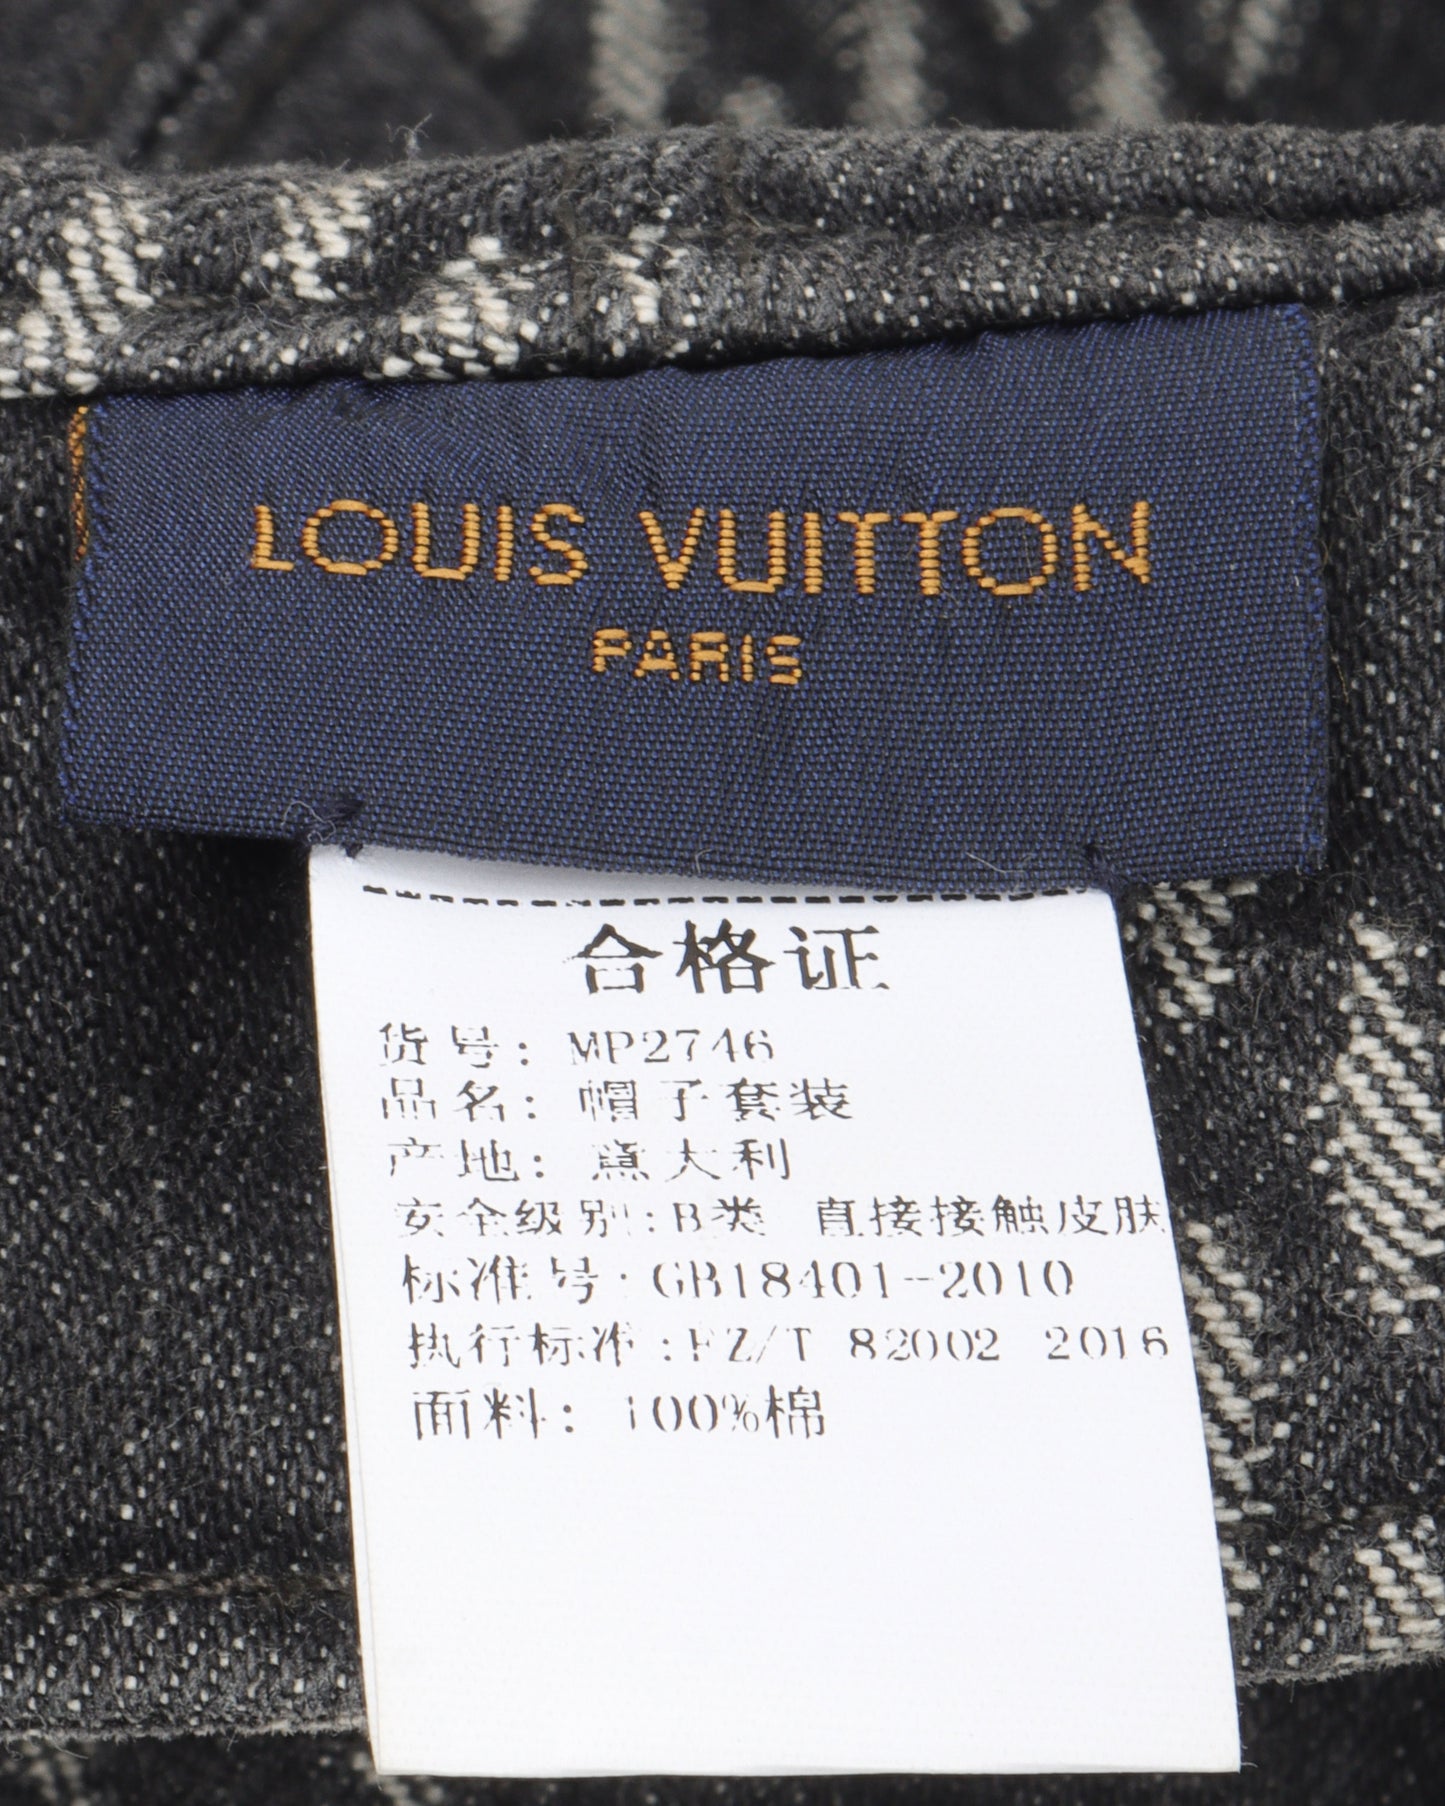 LOUIS VUITTON
PARIS
合格证
货号: MP2746
品名: 帽子套装
产地: 意大利
安全级别:B类 直接接触皮肤
标准号:GB18401-2010
执行标准:FZ/T 82002 2016
面料: 100%棉